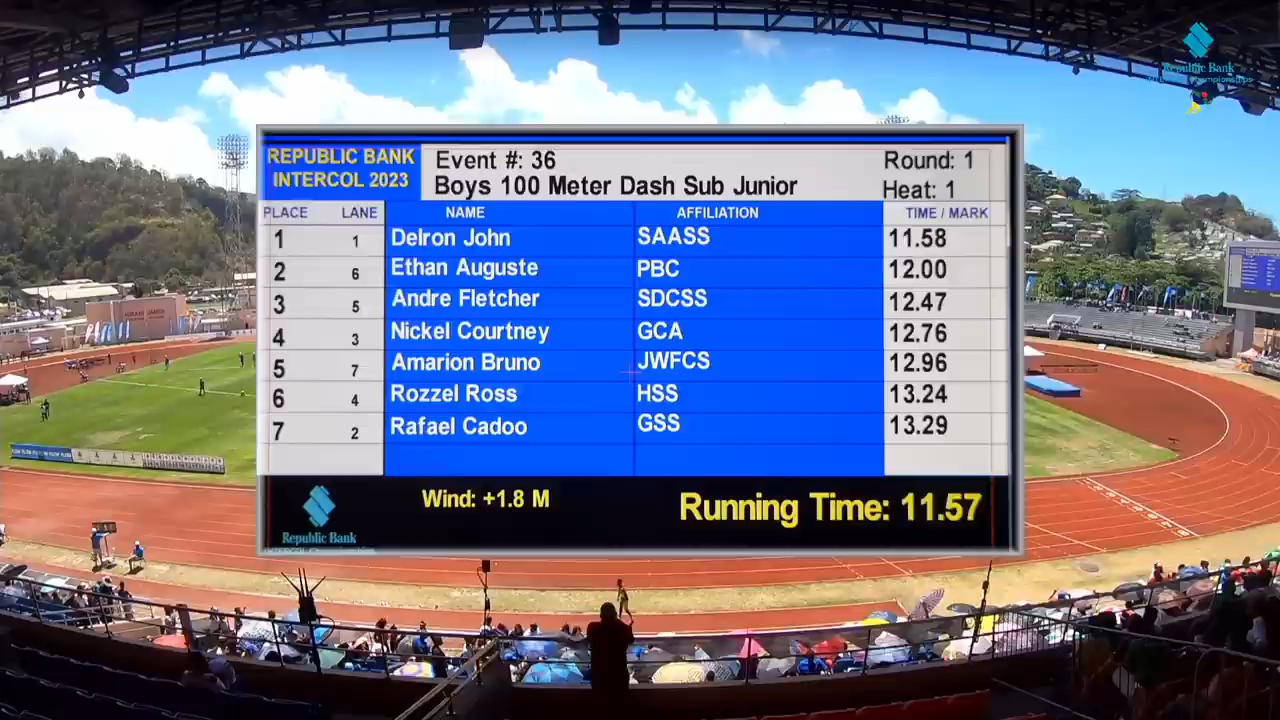 Republic Bank
REPUBLIC BANK
INTERCOL 2023
Event #: 36
Boys 100 Meter Dash Sub Junior
Round: 1
Heat: 1
PLACE LANE NAME AFFILIATION TIME / MARK
1 1 Delron John SAASS 11.58
2 6 Ethan Auguste PBC 12.00
3 5 Andre Fletcher SDCSS 12.47
4 3 Nickel Courtney GCA 12.76
5 7 Amarion Bruno JWFCS 12.96
6 4 Rozzel Ross HSS 13.24
7 2 Rafael Cadoo GSS 13.29
Wind: +1.8 M
Running Time: 11.57
Republic Bank